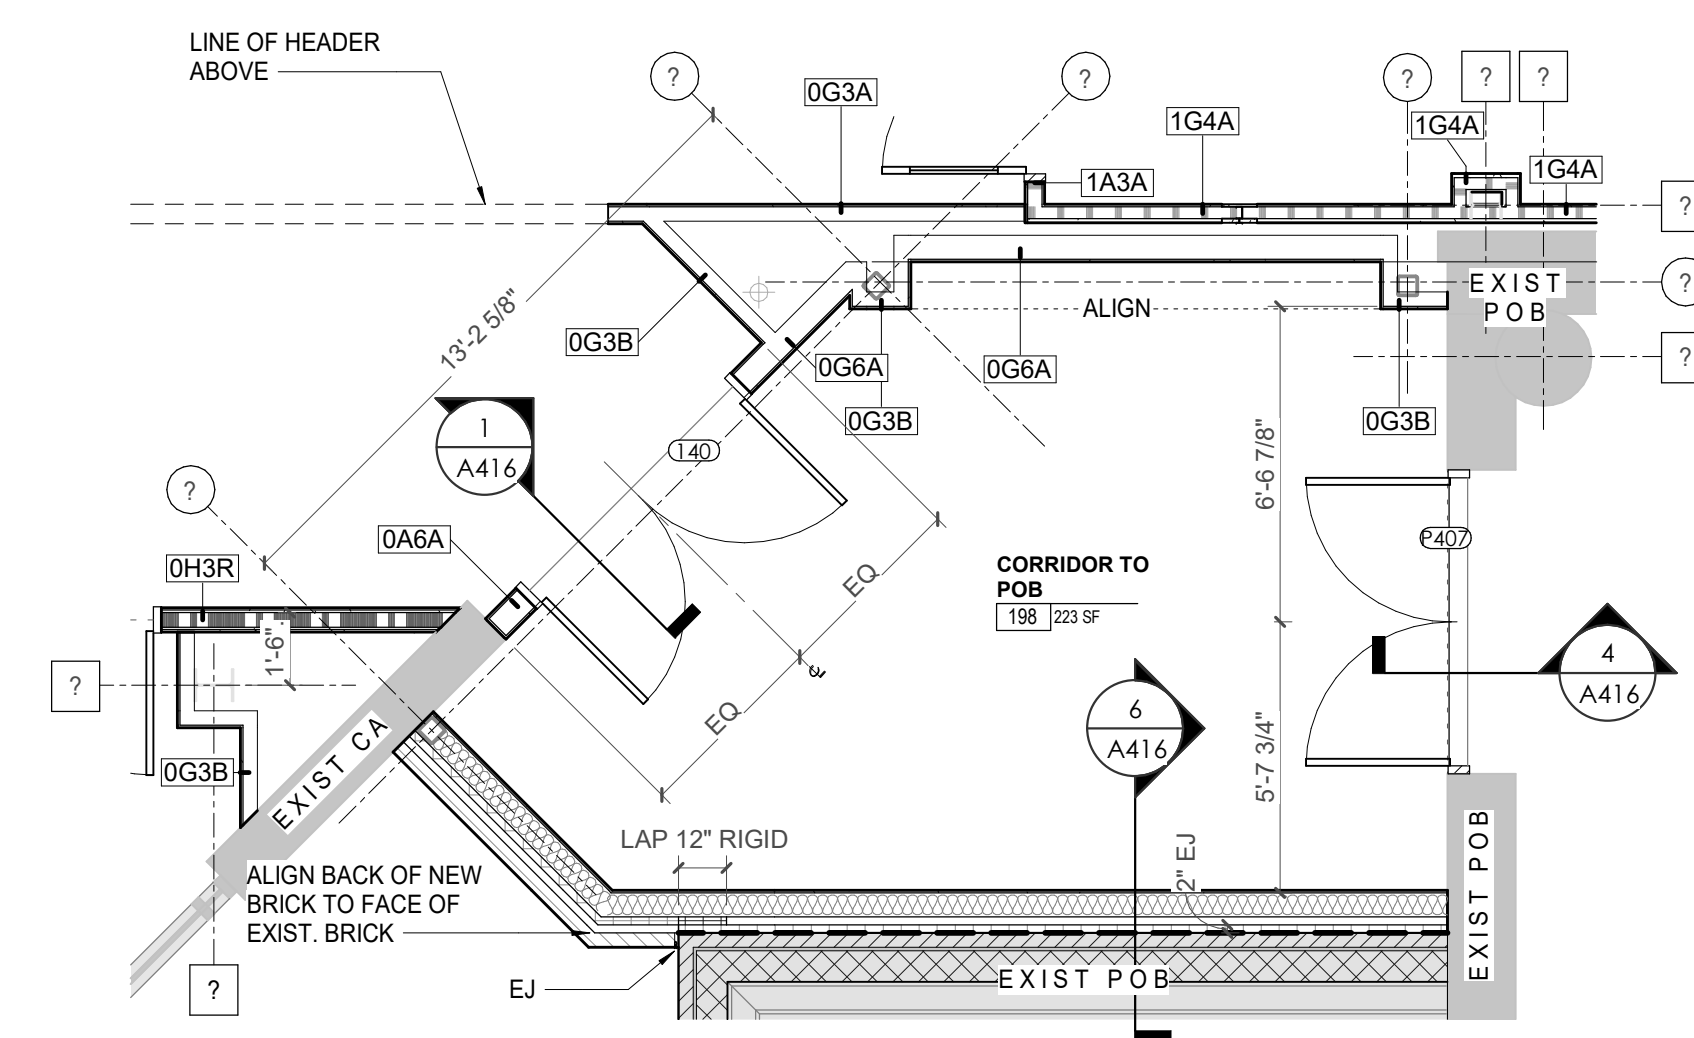 LINE OF HEADER
ABOVE
?
?
?
?
?
0G3A
1G4A
1G4A
1G4A
1A3A
?
?
?
EXIST
POB
ALIGN
13'-2 5/8"
0G3B
0G6A
0G6A
0G3B
0G3B
1
A416
140
6'-6 7/8"
?
0A6A
P407
0H3R
CORRIDOR TO
POB
198 223 SF
EQ
1'-6"
?
4
A416
EQ
6
A416
EXIST CA
0G3B
5'-7 3/4"
LAP 12" RIGID
2" EJ
EXIST POB
ALIGN BACK OF NEW
BRICK TO FACE OF
EXIST. BRICK
EXIST POB
?
EJ